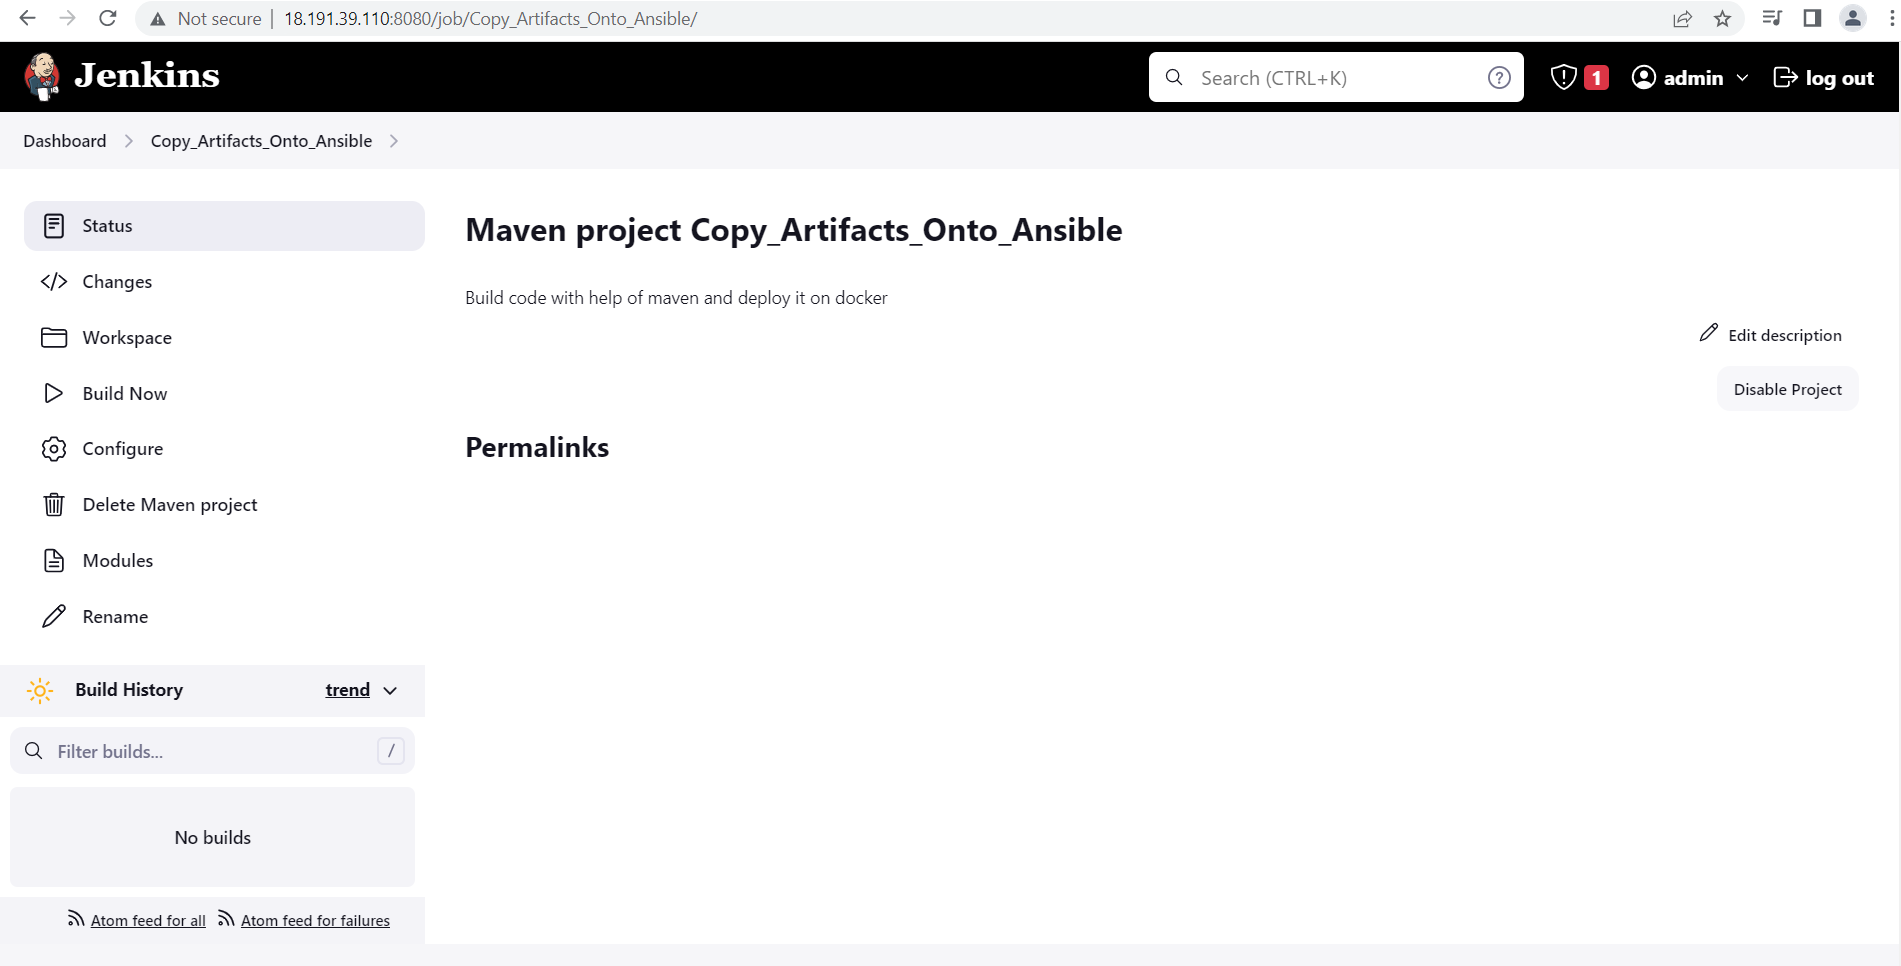 Not secure | 18.191.39.110:8080/job/Copy_Artifacts_Onto_Ansible/
Jenkins
Search (CTRL+K)
?
1
admin
log out
Dashboard
Copy_Artifacts_Onto_Ansible
Status
Changes
Workspace
Build Now
Configure
Delete Maven project
Modules
Rename
Build History
trend
Filter builds...
/
No builds
Atom feed for all
Atom feed for failures
Maven project Copy_Artifacts_Onto_Ansible
Build code with help of maven and deploy it on docker
Edit description
Disable Project
Permalinks